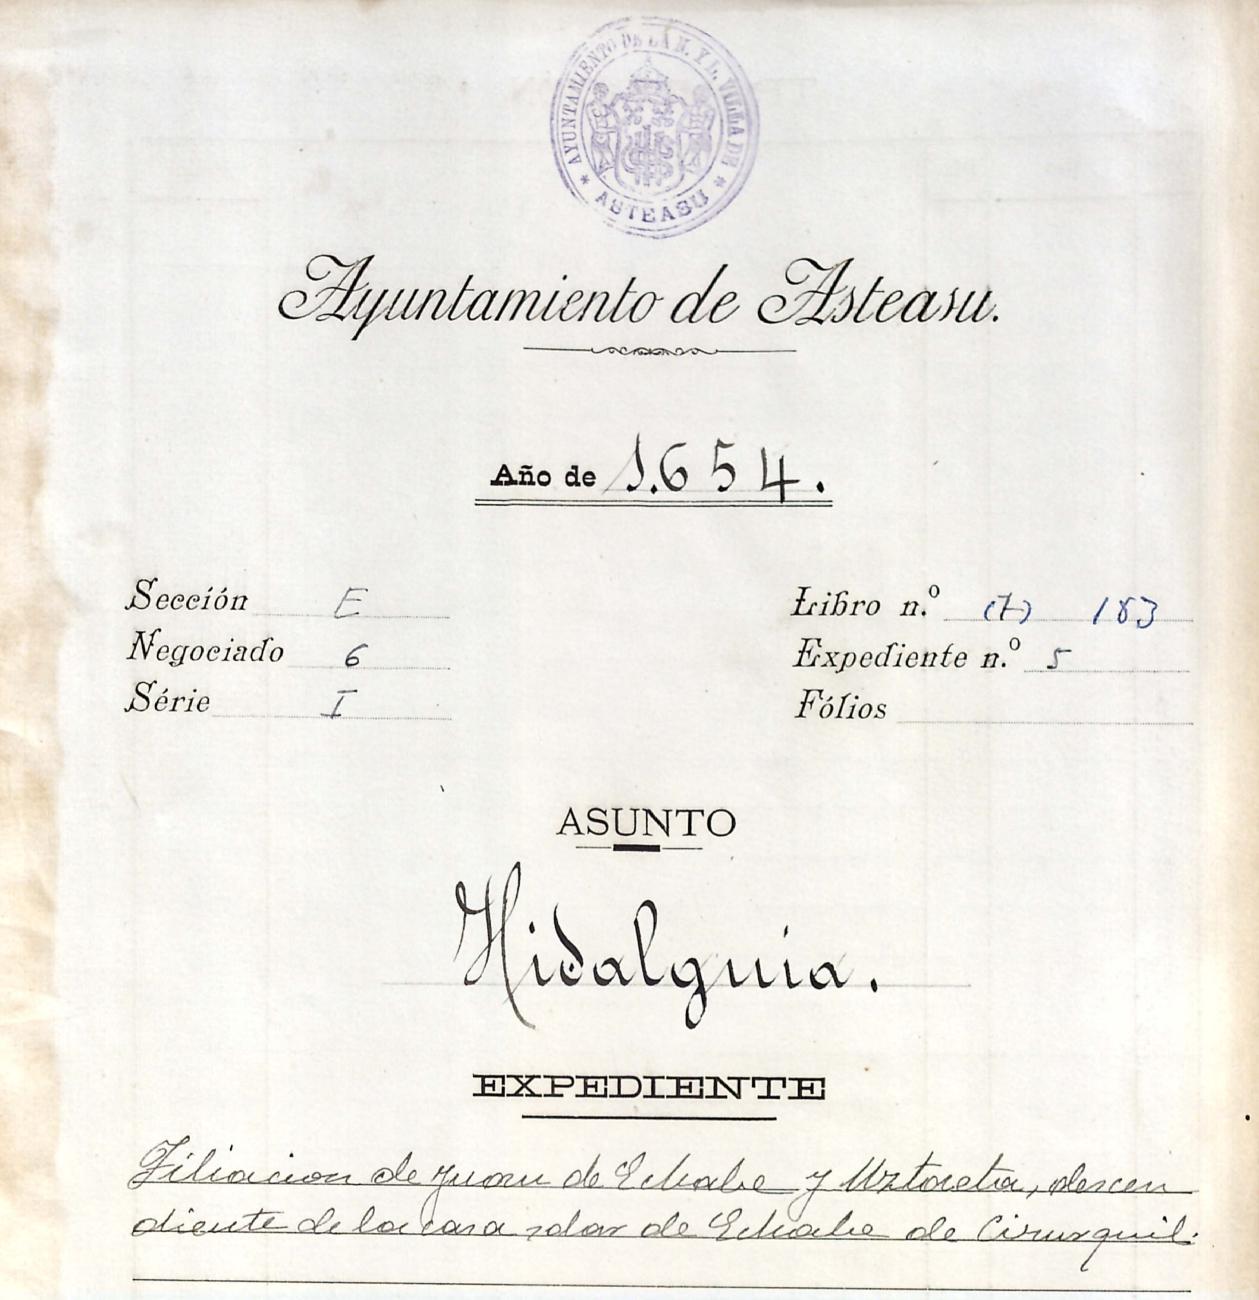 AYUNTAMIENTO DE LA N. Y L. VILLA DE
* ASTEASU *
Ayuntamiento de Asteasu.
Año de 1.654.
Sección E
Negociado 6
Série I
Libro n.º (7) 183
Expediente n.º 5
Fólios
ASUNTO
Hidalguia.
EXPEDIENTE
Filiacion de Juan de Echabe y descen
diente de la casa solar de Echabe de Cirurquil.